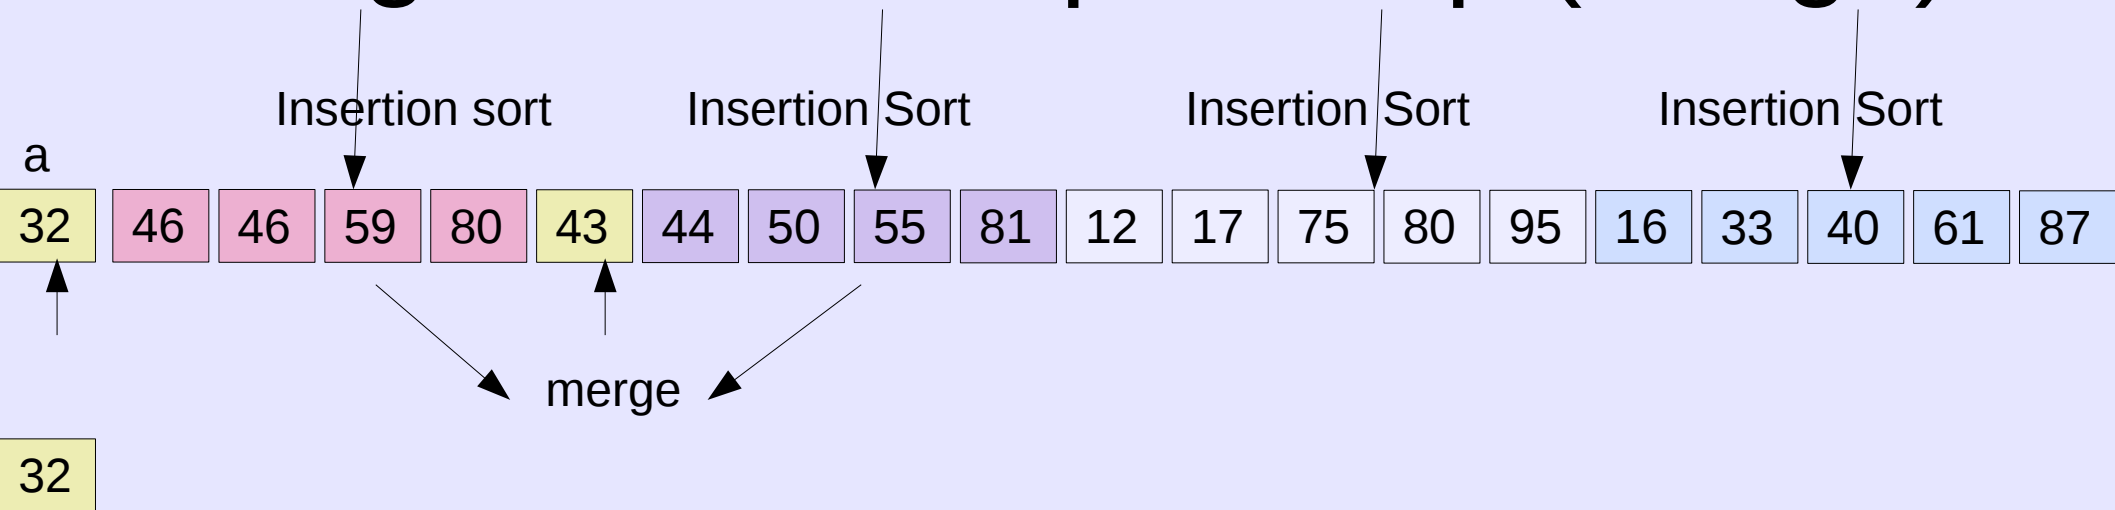 Insertion sort Insertion Sort Insertion Sort Insertion Sort
a
32 46 46 59 80 43 44 50 55 81 12 17 75 80 95 16 33 40 61 87
merge
32